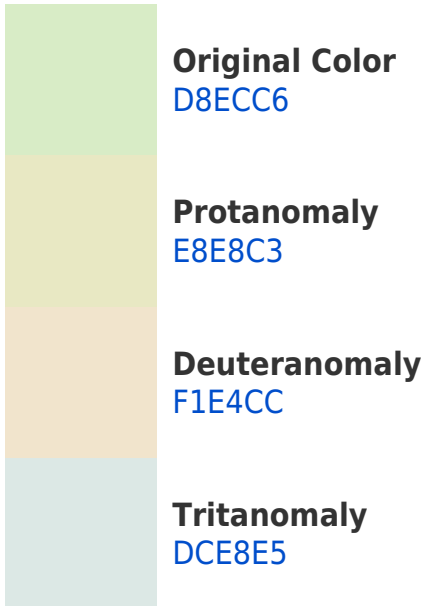 Original Color
D8ECC6
Protanomaly
E8E8C3
Deuteranomaly
F1E4CC
Tritanomaly
DCE8E5